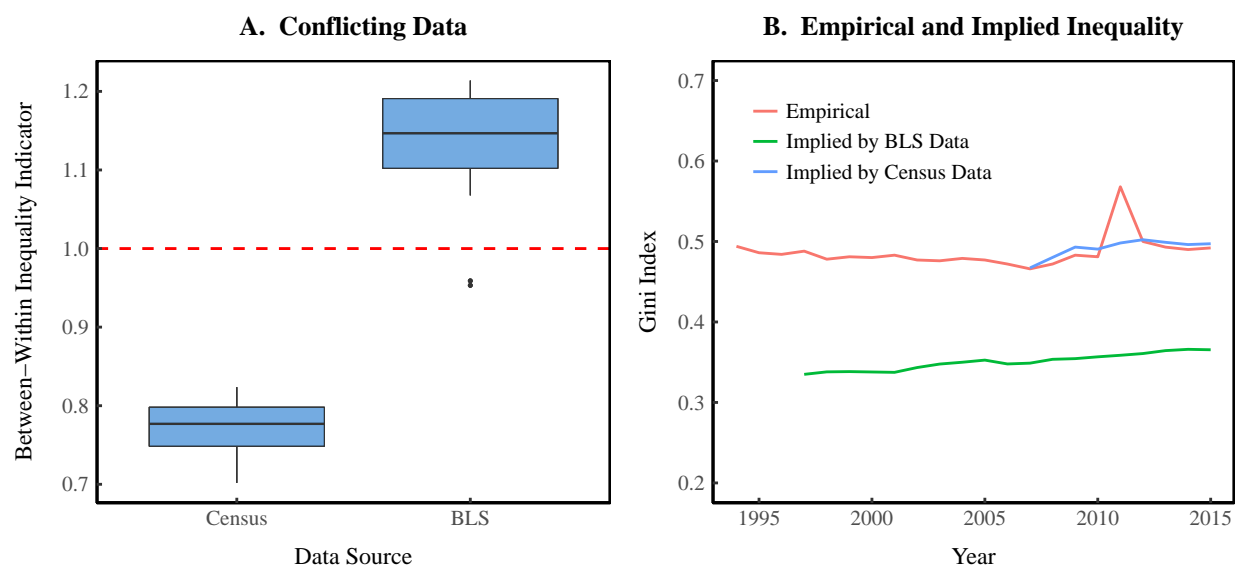 A. Conflicting Data
Between−Within Inequality Indicator
1.2
1.1
1.0
0.9
0.8
0.7
Census
BLS
Data Source
B. Empirical and Implied Inequality
Gini Index
0.7
0.6
0.5
0.4
0.3
0.2
Empirical
Implied by BLS Data
Implied by Census Data
1995
2000
2005
2010
2015
Year